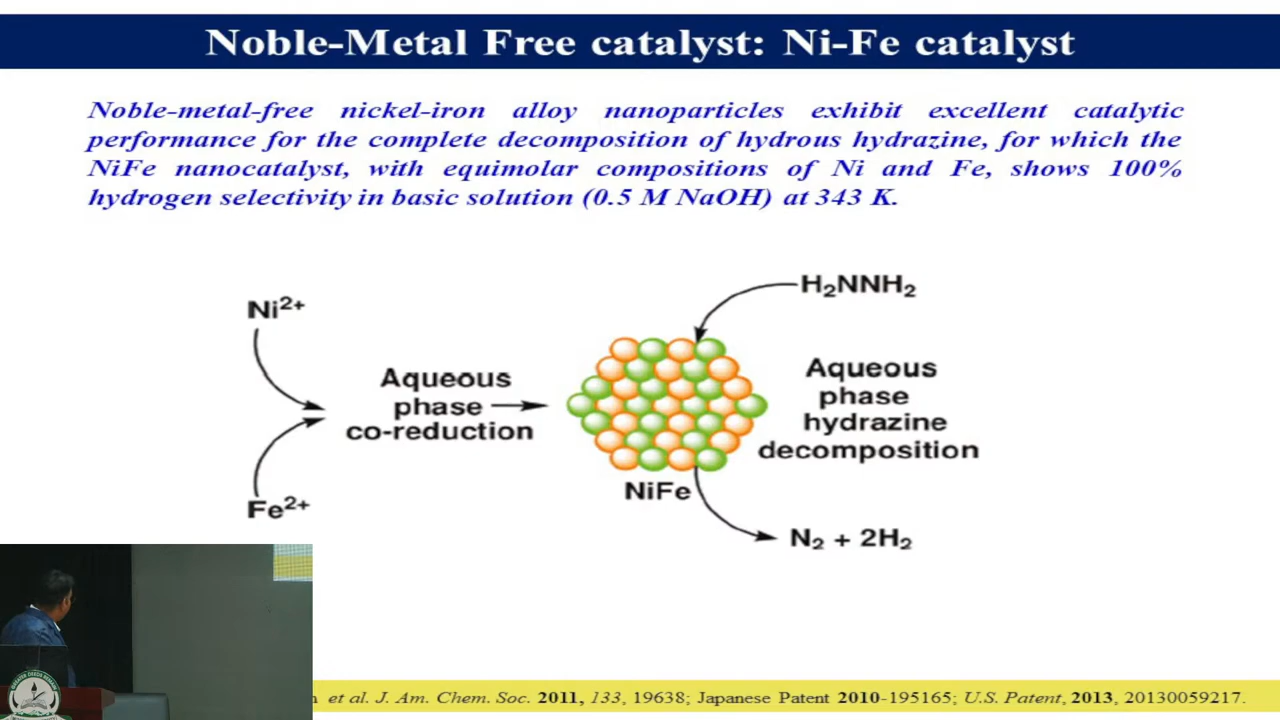 Noble-Metal Free catalyst: Ni-Fe catalyst
Noble-metal-free nickel-iron alloy nanoparticles exhibit excellent catalytic
performance for the complete decomposition of hydrous hydrazine, for which the
NiFe nanocatalyst, with equimolar compositions of Ni and Fe, shows 100%
hydrogen selectivity in basic solution (0.5 M NaOH) at 343 K.
Ni2+
Fe2+
Aqueous
phase
co-reduction
NiFe
H2NNH2
Aqueous
phase
hydrazine
decomposition
N2 + 2H2
et al. J. Am. Chem. Soc. 2011, 133, 19638; Japanese Patent 2010-195165; U.S. Patent, 2013, 20130059217.